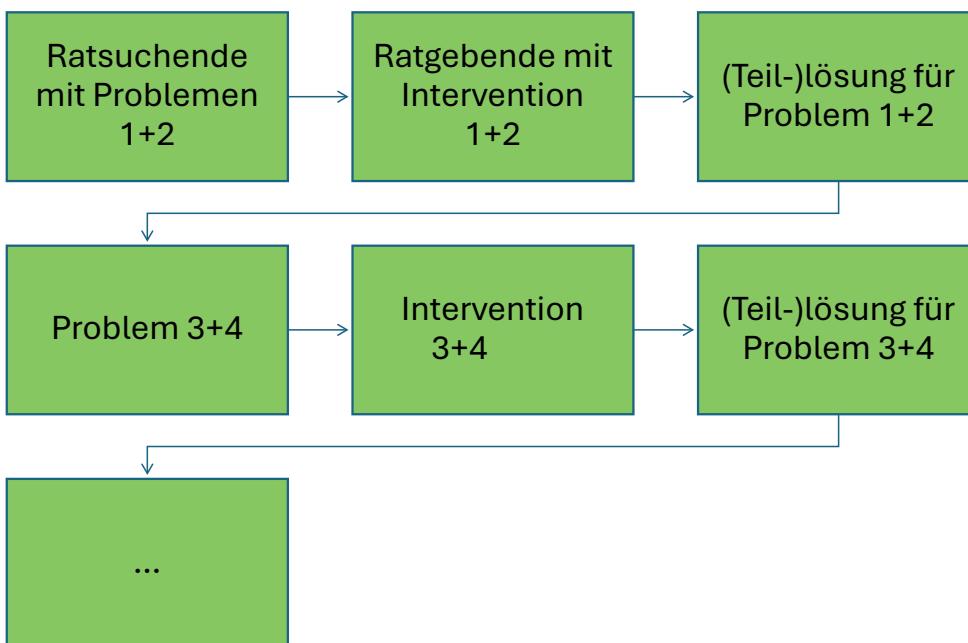 Ratsuchende
mit Problemen
1+2
Ratgebende mit
Intervention
1+2
(Teil-)lösung für
Problem 1+2
Problem 3+4
Intervention
3+4
(Teil-)lösung für
Problem 3+4
...